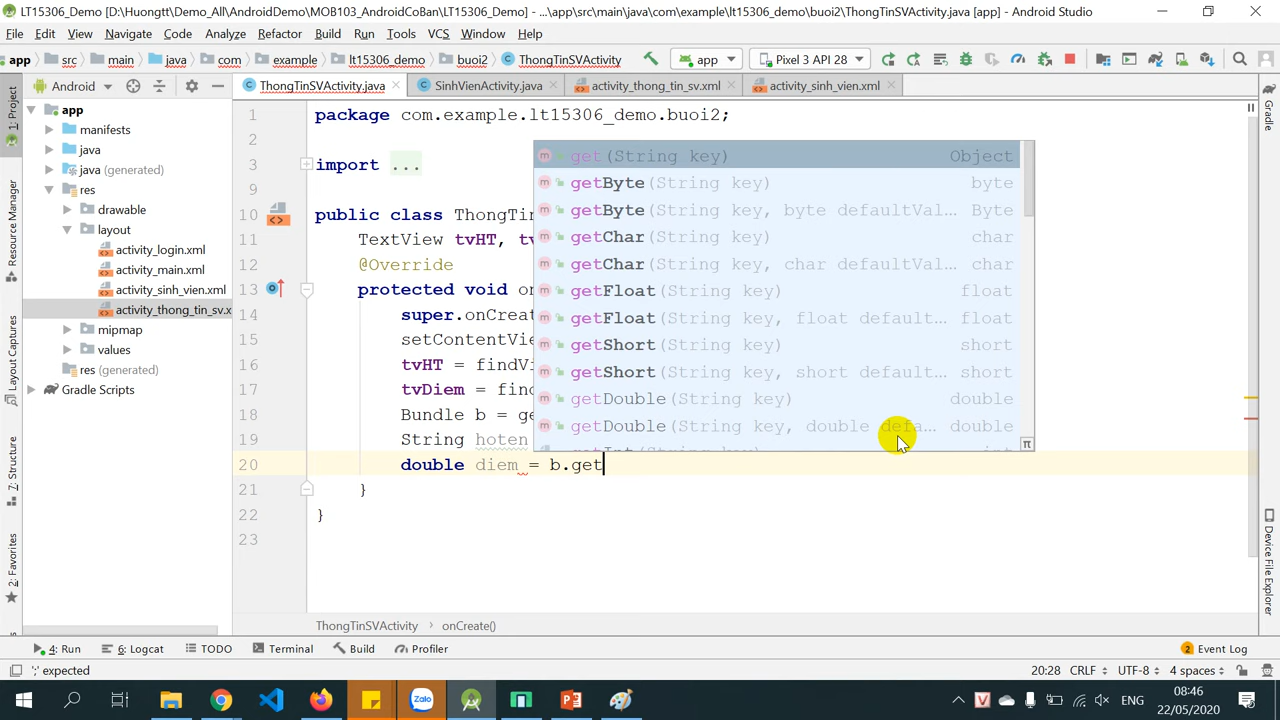 LT15306_Demo [D:\Huongtt\Demo_All\AndroidDemo\MOB103_AndroidCoBan\LT15306_Demo] - ...\app\src\main\java\com\example\lt15306_demo\buoi2\ThongTinSVActivity.java [app] - Android Studio
File Edit View Navigate Code Analyze Refactor Build Run Tools VCS Window Help
app src main java com example lt15306_demo buoi2 ThongTinSVActivity app Pixel 3 API 28
Android ThongTinSVActivity.java SinhVienActivity.java activity_thong_tin_sv.xml activity_sinh_vien.xml
1: Project
Resource Manager
Layout Captures
7: Structure
2: Favorites
app
manifests
java
java (generated)
res
drawable
layout
activity_login.xml
activity_main.xml
activity_sinh_vien.xml
activity_thong_tin_sv.x
mipmap
values
res (generated)
Gradle Scripts
1 package com.example.lt15306_demo.buoi2;
2
3 import ...
9
10 public class ThongTin
11 TextView tvHT, tv
12 @Override
13 protected void on
14 super.onCreat
15 setContentVie
16 tvHT = findVi
17 tvDiem = find
18 Bundle b = ge
19 String hoten
20 double diem = b.get
21 }
22 }
23
get(String key) Object
getByte(String key) byte
getByte(String key, byte defaultVal... Byte
getChar(String key) char
getChar(String key, char defaultVal... char
getFloat(String key) float
getFloat(String key, float default... float
getShort(String key) short
getShort(String key, short default... short
getDouble(String key) double
getDouble(String key, double defa... double
Gradle
Device File Explorer
ThongTinSVActivity onCreate()
4: Run 6: Logcat TODO Terminal Build Profiler 2 Event Log
';' expected 20:28 CRLF UTF-8 4 spaces
Zalo ENG 08:46
22/05/2020